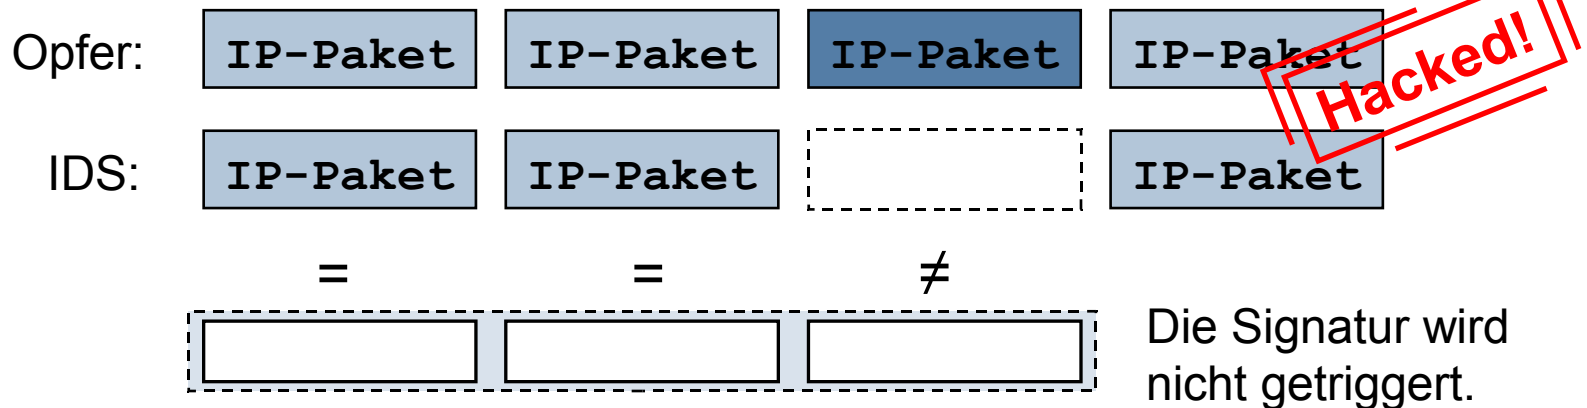 Opfer: IP-Paket IP-Paket IP-Paket IP-Paket
Hacked!
IDS: IP-Paket IP-Paket IP-Paket
= = ≠
Die Signatur wird
nicht getriggert.